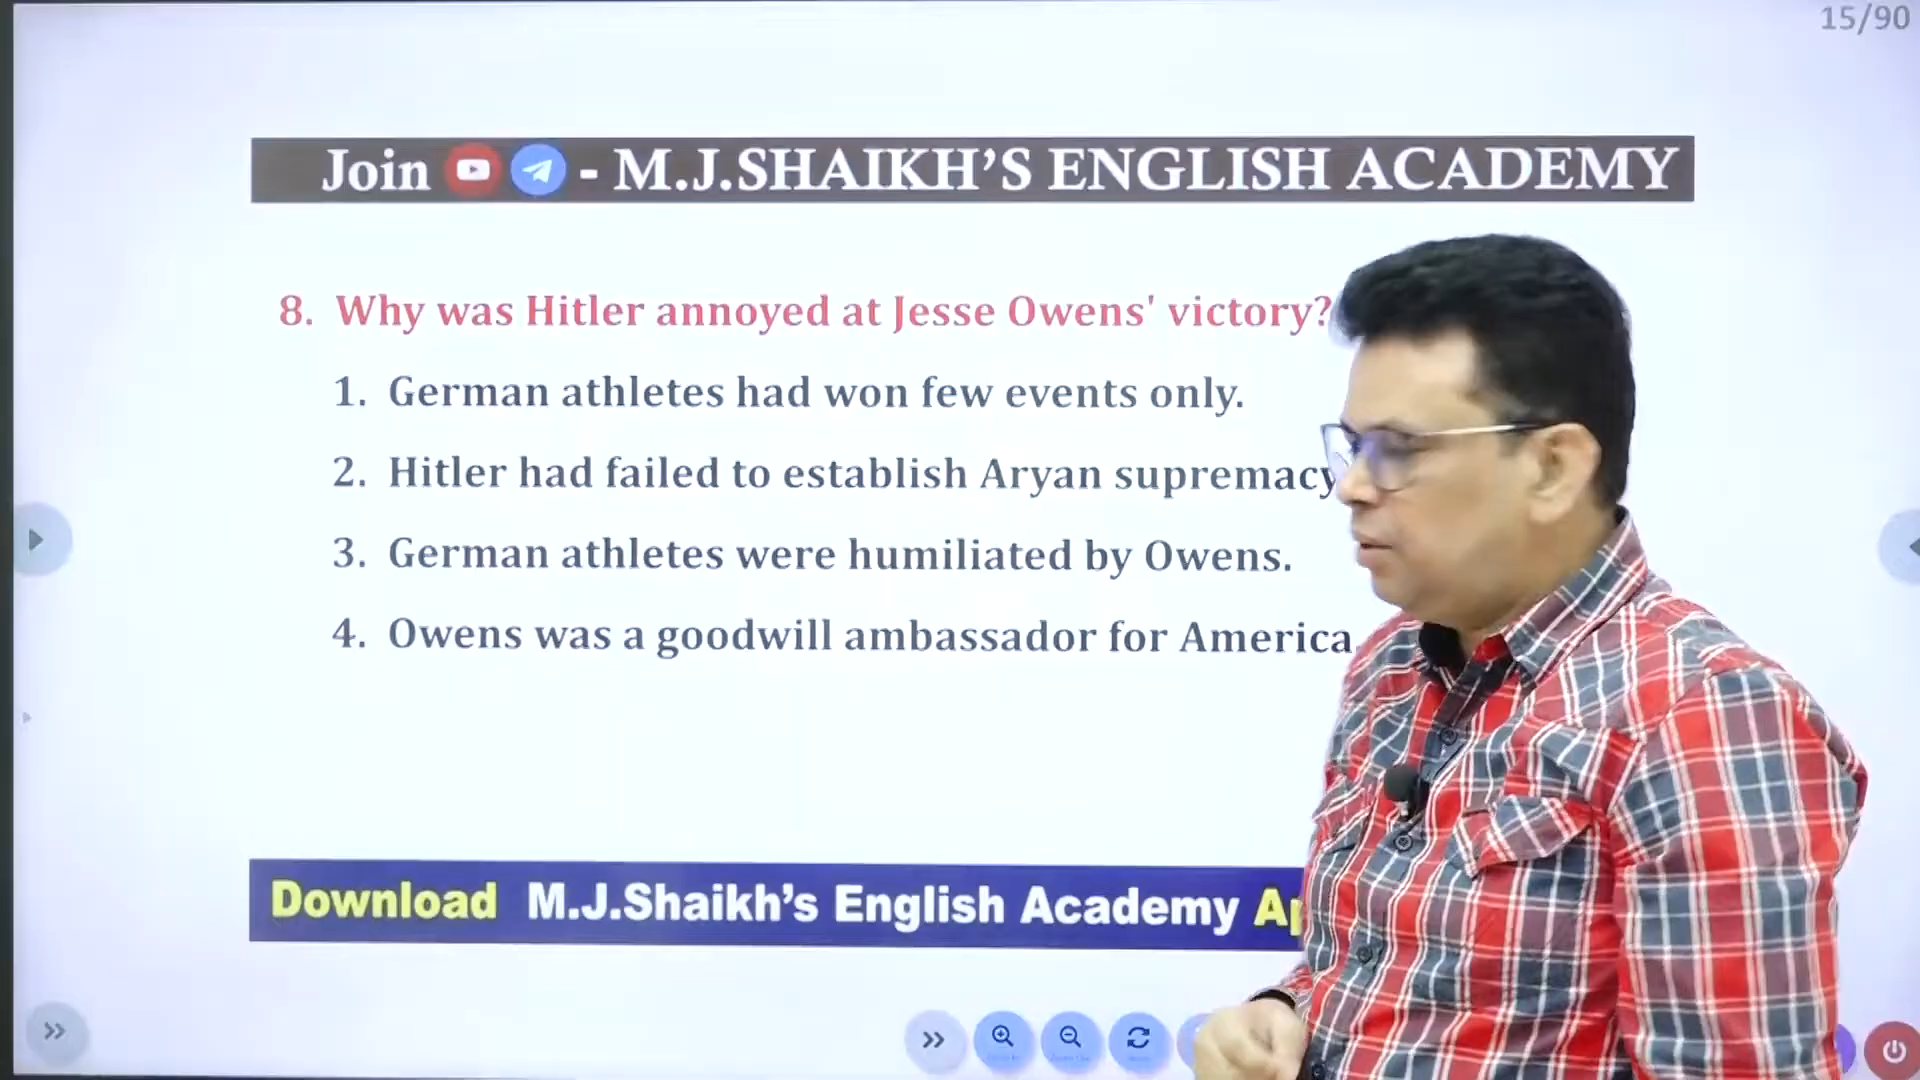 15/90
Join - M.J.SHAIKH'S ENGLISH ACADEMY
8. Why was Hitler annoyed at Jesse Owens' victory?
1. German athletes had won few events only.
2. Hitler had failed to establish Aryan supremacy
3. German athletes were humiliated by Owens.
4. Owens was a goodwill ambassador for America
Download M.J.Shaikh's English Academy